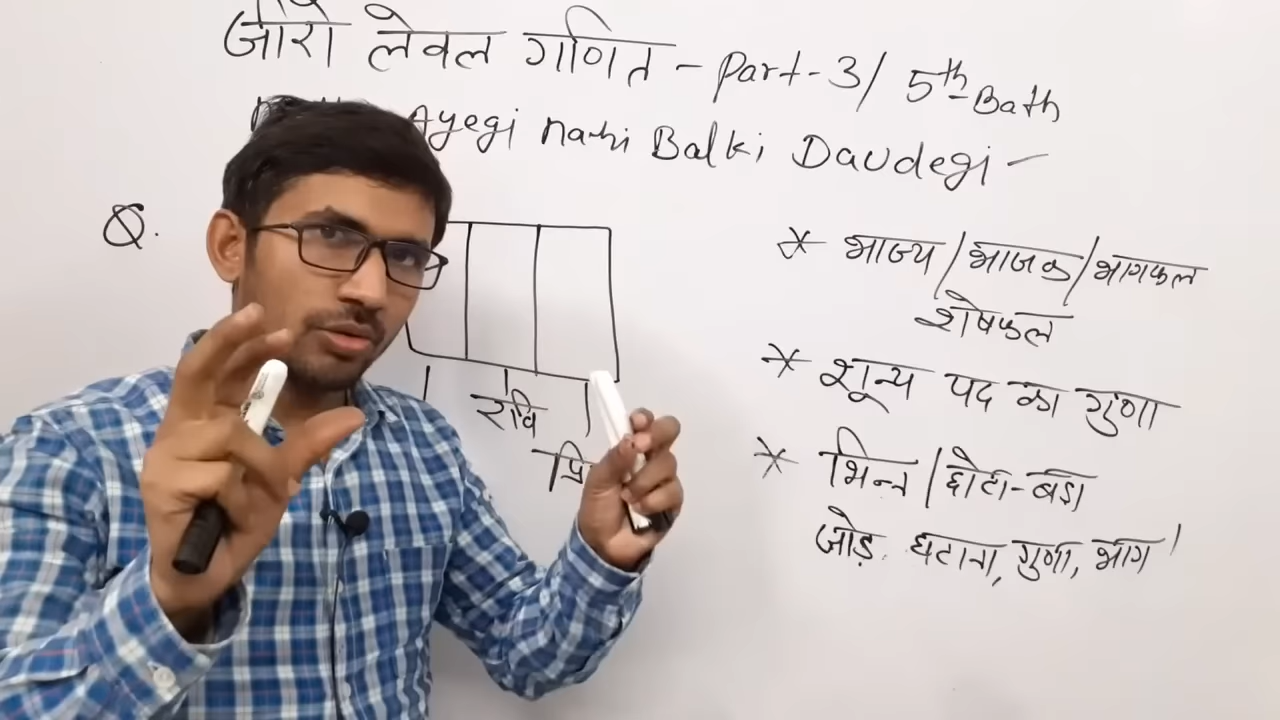 जीरो लेवल गणित - Part-3/ 5th Bath
Ayegi nahi Balki Daudegi -
Q.
* भाज्य/भाजक/भागफल
शेषफल
* शून्य पद का गुणा
* भिन्न/छोटा-बड़ा
जोड़ घटाना, गुणा, भाग
रवि